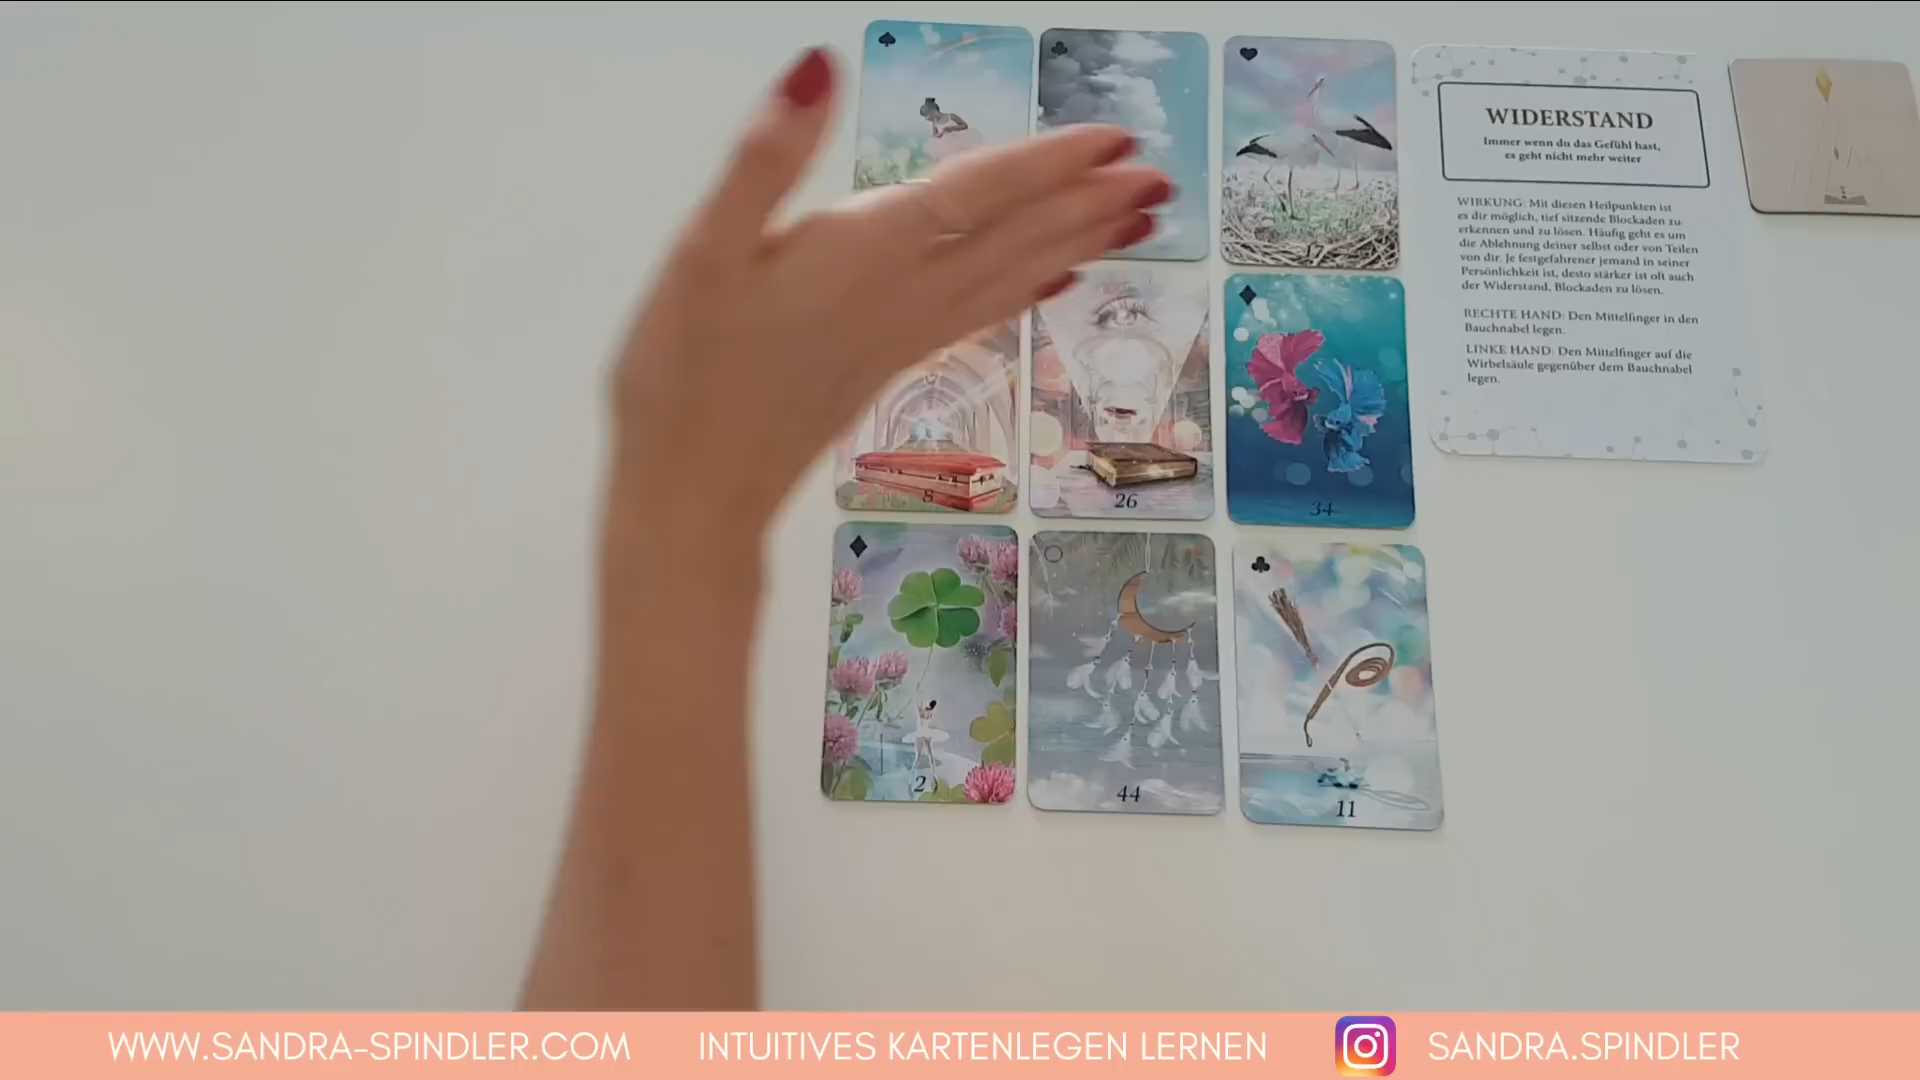 17
WIDERSTAND
Immer wenn du das Gefühl hast,
es geht nicht mehr weiter
WIRKUNG: Mit diesen Heilpunkten ist
es dir möglich, tief sitzende Blockaden zu
erkennen und zu lösen. Häufig geht es um
die Ablehnung deiner selbst oder von Teilen
von dir. Je festgefahrener jemand in seiner
Persönlichkeit ist, desto stärker ist oft auch
der Widerstand, Blockaden zu lösen.
RECHTE HAND: Den Mittelfinger in den
Bauchnabel legen.
LINKE HAND: Den Mittelfinger auf die
Wirbelsäule gegenüber dem Bauchnabel
legen.
8
26
34
2
44
11
WWW.SANDRA-SPINDLER.COM
INTUITIVES KARTENLEGEN LERNEN
SANDRA.SPINDLER